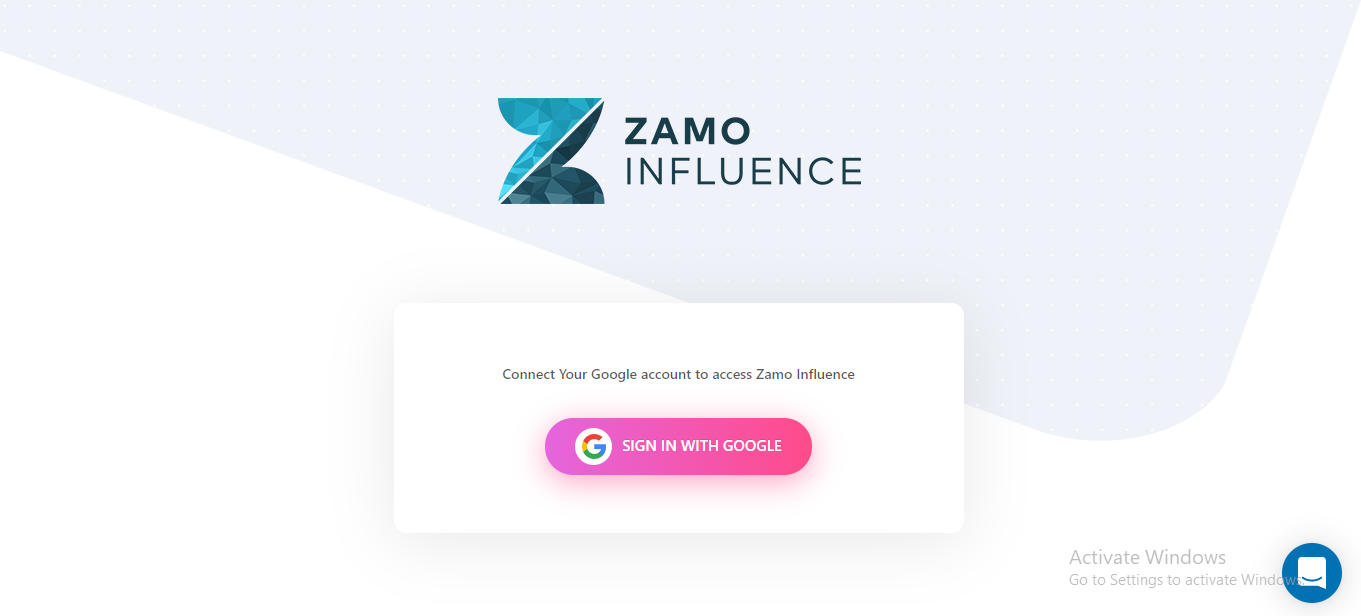 ZAMO
INFLUENCE
Connect Your Google account to access Zamo Influence
SIGN IN WITH GOOGLE
Activate Windows
Go to Settings to activate Windows.